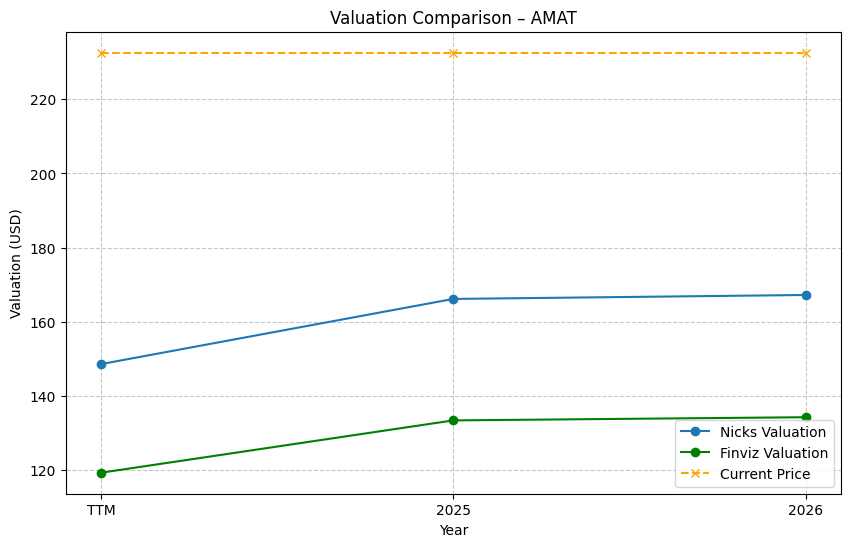 Valuation Comparison – AMAT
Valuation (USD)
220
200
180
160
140
120
TTM
2025
2026
Year
Nicks Valuation
Finviz Valuation
Current Price